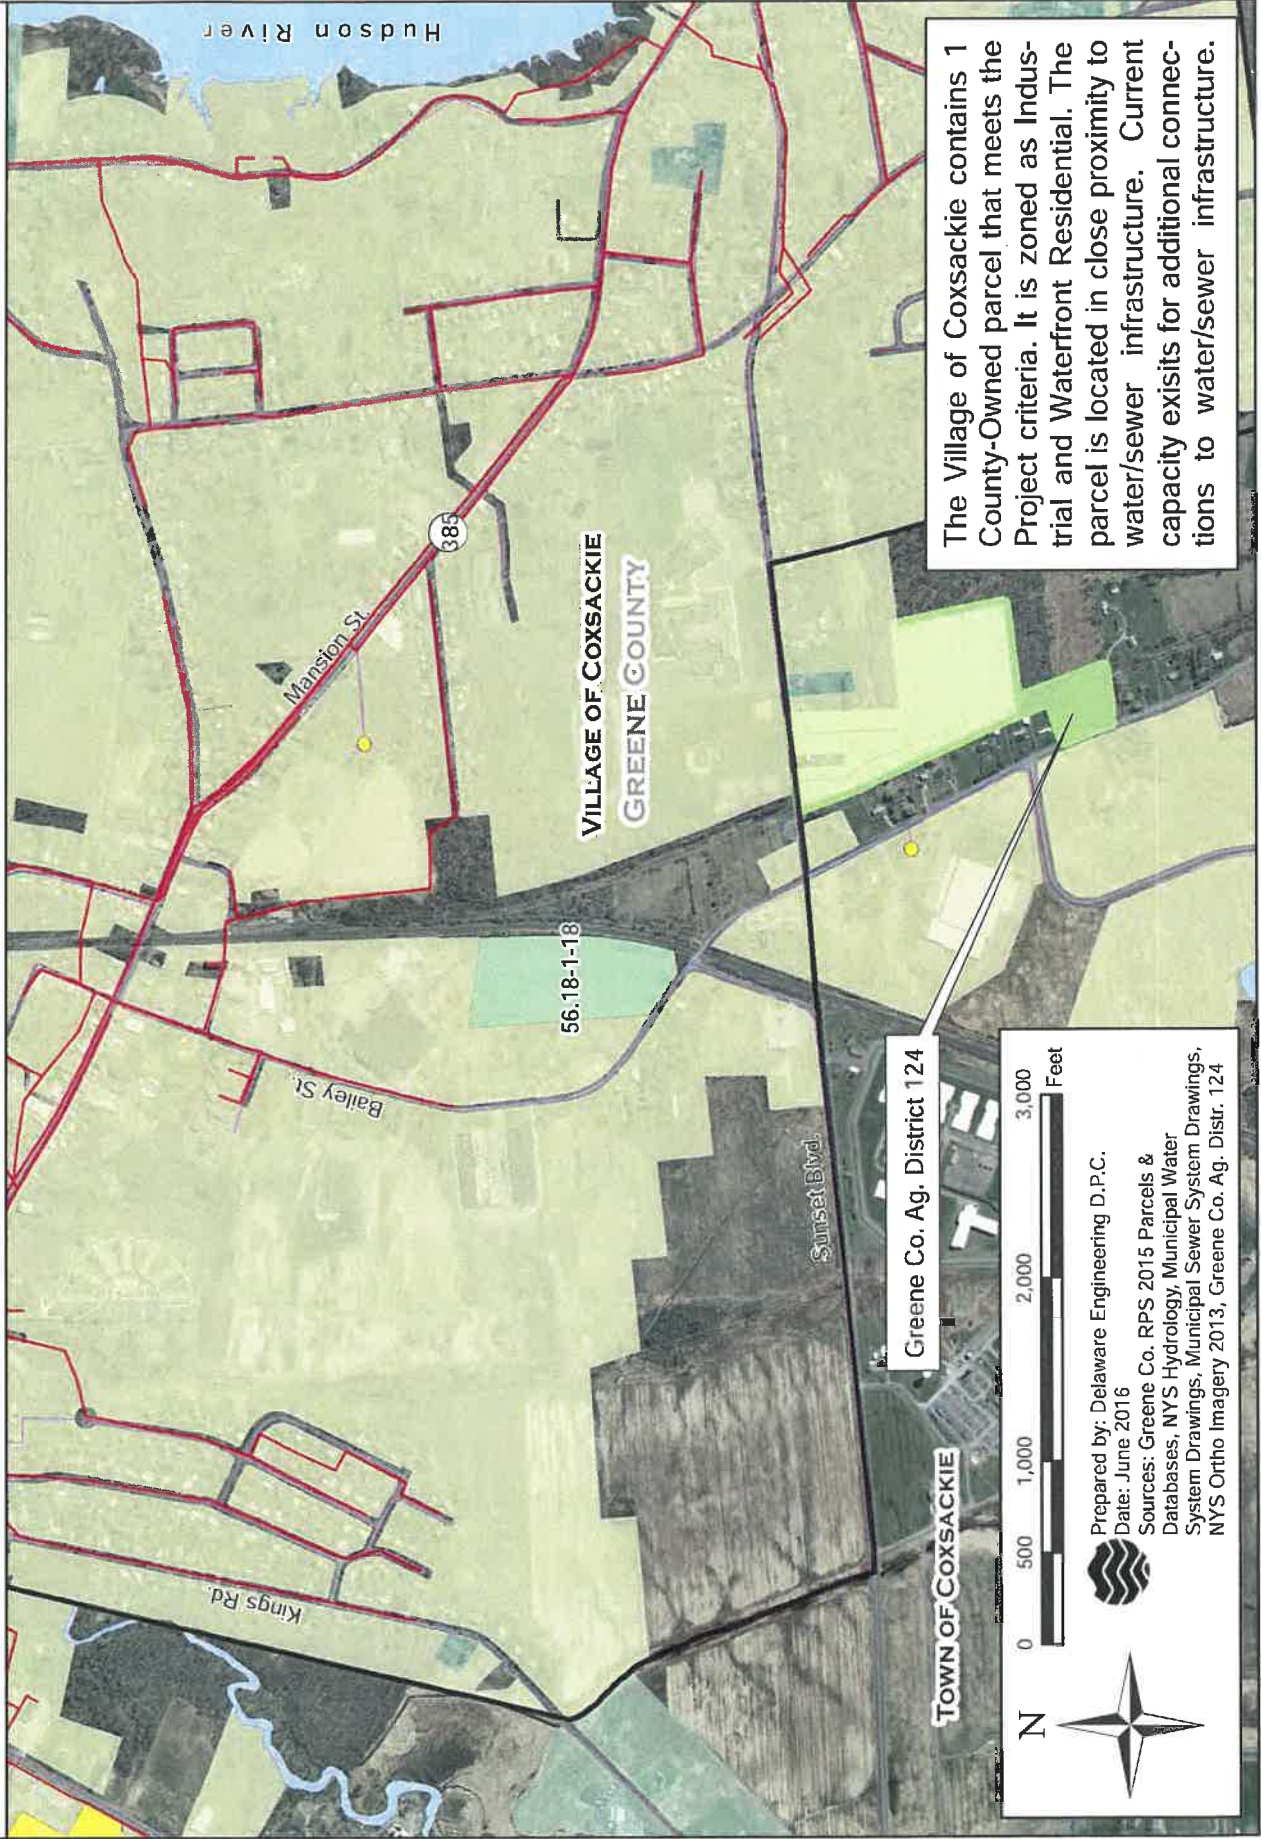 Hudson River
The Village of Coxsackie contains 1
County-Owned parcel that meets the
Project criteria. It is zoned as Indus-
trial and Waterfront Residential. The
parcel is located in close proximity to
water/sewer infrastructure. Current
capacity exisits for additional connec-
tions to water/sewer infrastructure.
385
Mansion St.
VILLAGE OF COXSACKIE
GREENE COUNTY
56.18-1-18
Bailey St.
Sunset Blvd.
Kings Rd.
Greene Co. Ag. District 124
TOWN OF COXSACKIE
N
0 500 1,000 2,000 3,000
Feet
Prepared by: Delaware Engineering D.P.C.
Date: June 2016
Sources: Greene Co. RPS 2015 Parcels &
Databases, NYS Hydrology, Municipal Water
System Drawings, Municipal Sewer System Drawings,
NYS Ortho Imagery 2013, Greene Co. Ag. Distr. 124